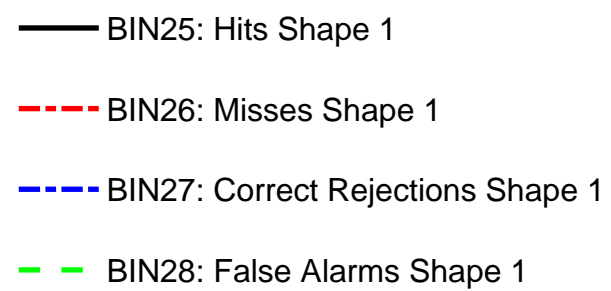 BIN25: Hits Shape 1
BIN26: Misses Shape 1
BIN27: Correct Rejections Shape 1
BIN28: False Alarms Shape 1